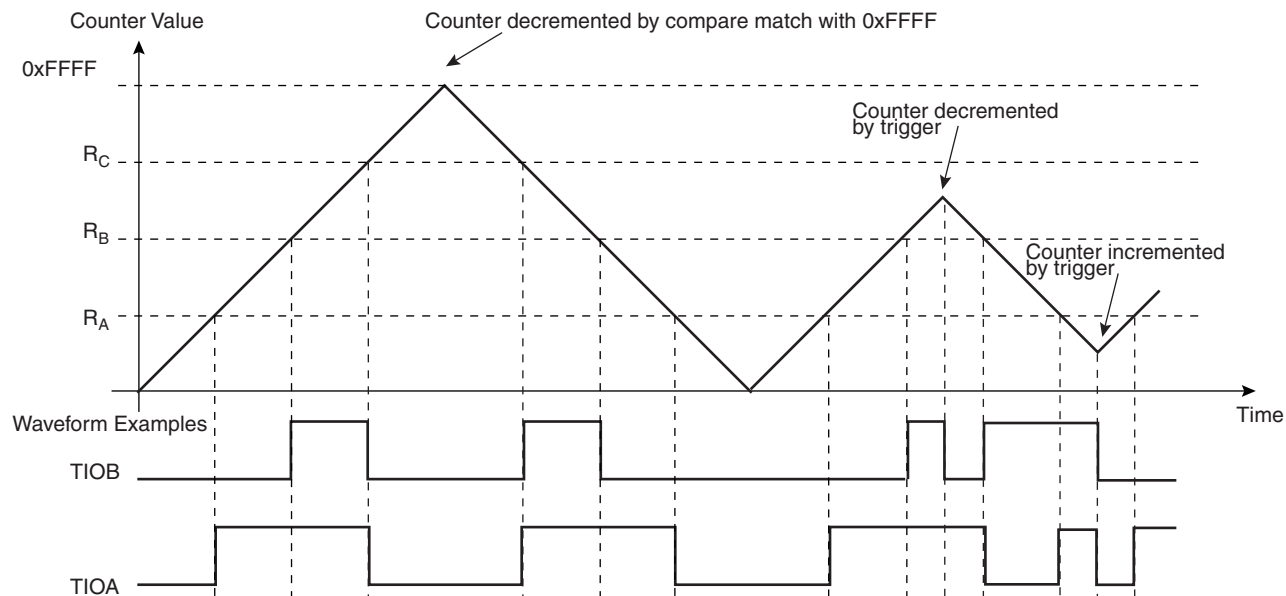 Counter Value
Counter decremented by compare match with 0xFFFF
0xFFFF
Counter decremented
by trigger
RC
RB
Counter incremented
by trigger
RA
Time
Waveform Examples
TIOB
TIOA